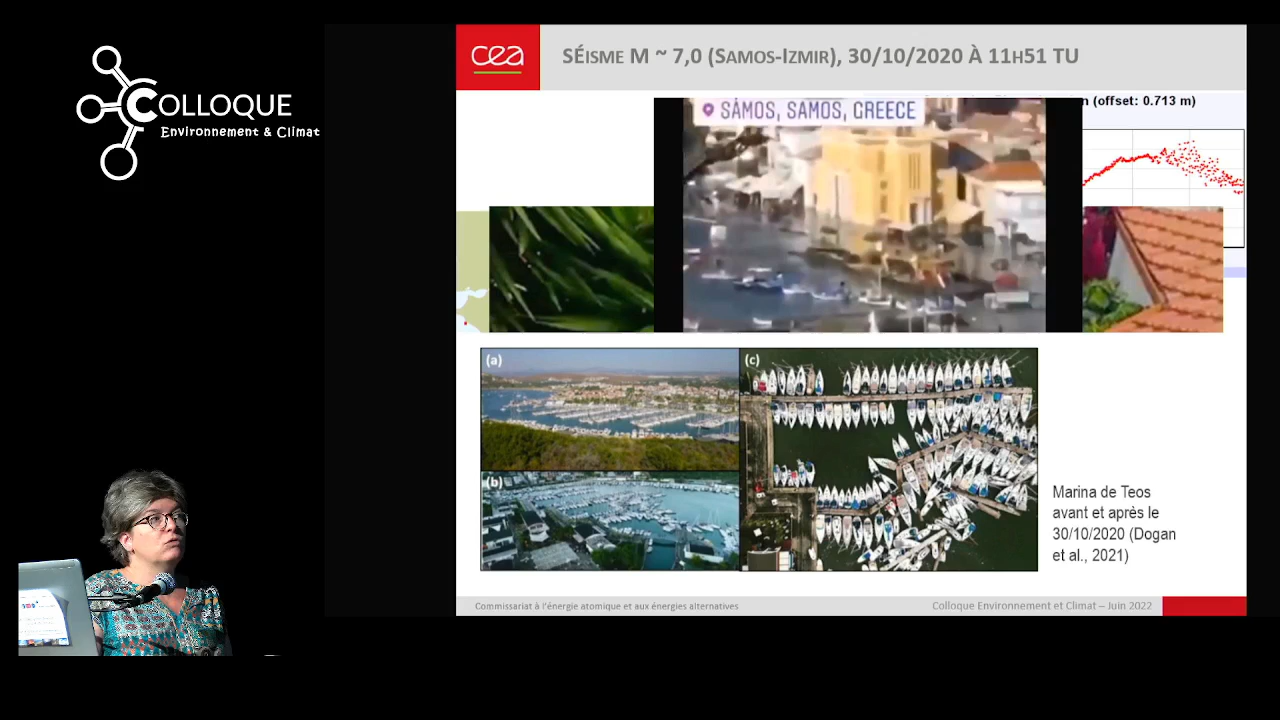 COLLOQUE
Environnement & Climat
cea
SÉISME M ~ 7,0 (SAMOS-IZMIR), 30/10/2020 À 11H51 TU
n (offset: 0.713 m)
SÁMOS, SAMOS, GREECE
(a)
(b)
(c)
Marina de Teos
avant et après le
30/10/2020 (Dogan
et al., 2021)
Commissariat à l'énergie atomique et aux énergies alternatives
Colloque Environnement et Climat – Juin 2022